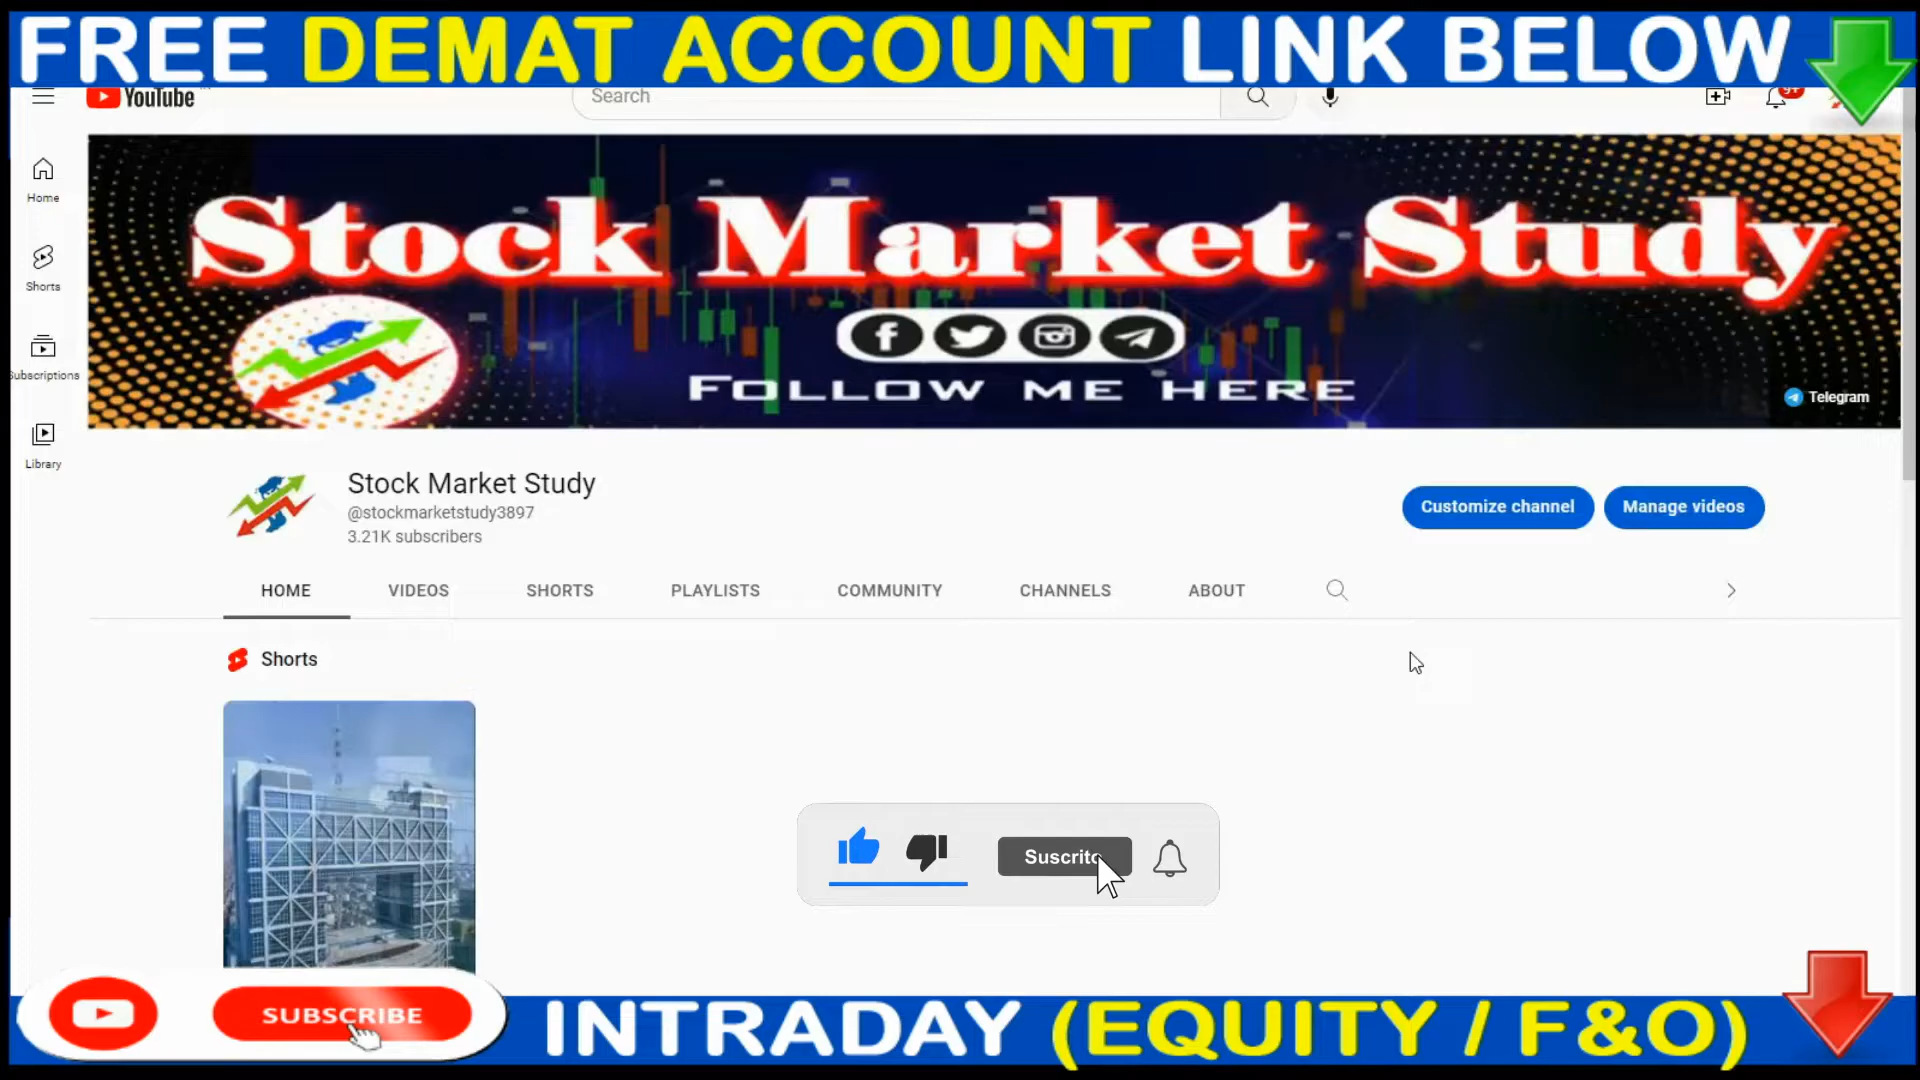 FREE DEMAT ACCOUNT LINK BELOW
YouTube
Search
9+
Home
Shorts
Subscriptions
Library
Stock Market Study
FOLLOW ME HERE
Telegram
Stock Market Study
@stockmarketstudy3897
3.21K subscribers
Customize channel
Manage videos
HOME VIDEOS SHORTS PLAYLISTS COMMUNITY CHANNELS ABOUT
Shorts
Suscrito
SUBSCRIBE
INTRADAY (EQUITY / F&O)